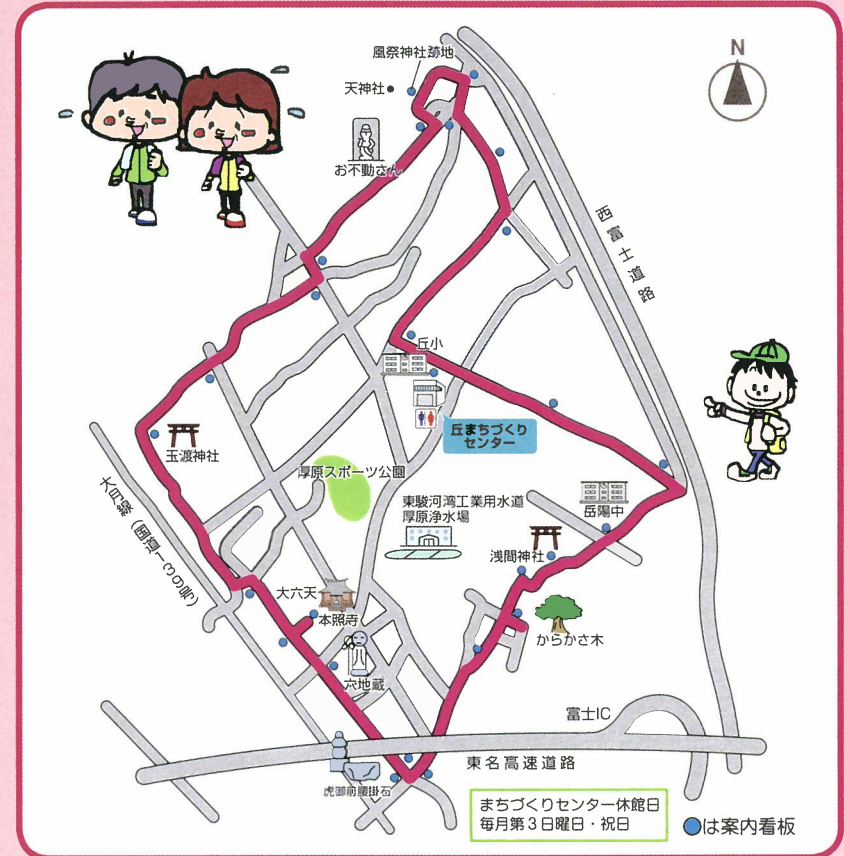 風祭神社跡地
天神社
N
お不動さん
西富士道路
丘小
丘まちづくり
センター
玉渡神社
厚原スポーツ公園
大月線(国道139号)
東駿河湾工業用水道
厚原浄水場
岳陽中
浅間神社
大六天
本照寺
からかさ木
六地蔵
富士IC
東名高速道路
虎御前腰掛石
まちづくりセンター休館日
毎月第3日曜日・祝日
は案内看板